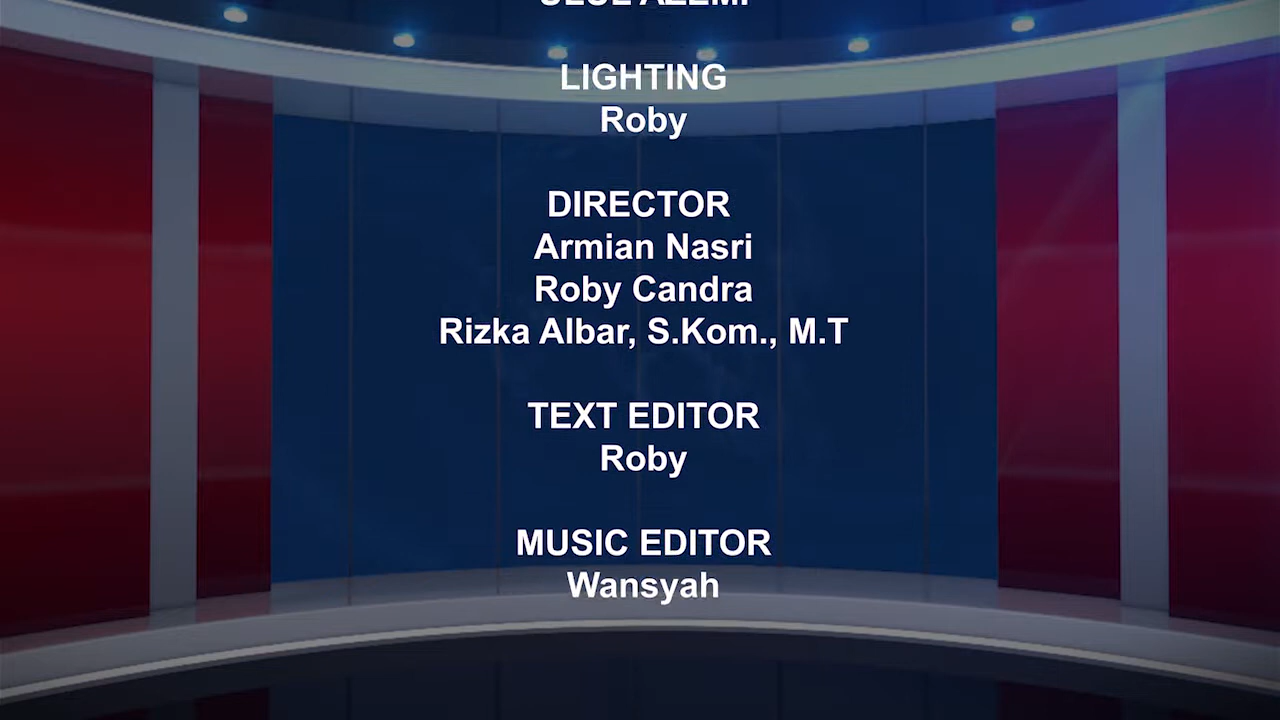 LIGHTING
Roby
DIRECTOR
Armian Nasri
Roby Candra
Rizka Albar, S.Kom., M.T
TEXT EDITOR
Roby
MUSIC EDITOR
Wansyah